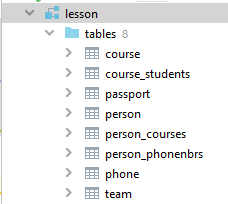 lesson
tables 8
course
course_students
passport
person
person_courses
person_phonenbrs
phone
team